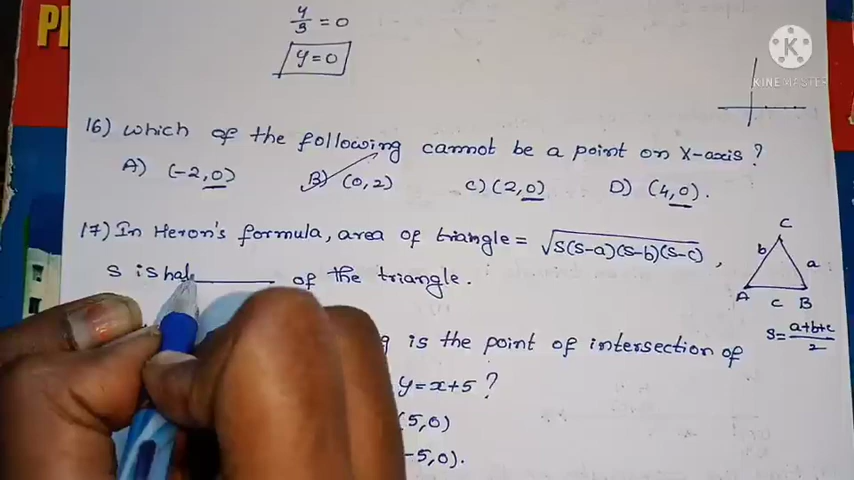 y/3 = 0
y=0
KINEMASTER
16) which of the following cannot be a point on X-axis ?
A) (-2,0) B) (0,2) C) (2,0) D) (4,0).
17) In Heron's formula, area of triangle = √S(S-a)(S-b)(S-c) ,
S is hal of the triangle.
C
b a
A c B
S = a+b+c/2
is the point of intersection of
y=x+5 ?
(5,0)
-5,0).